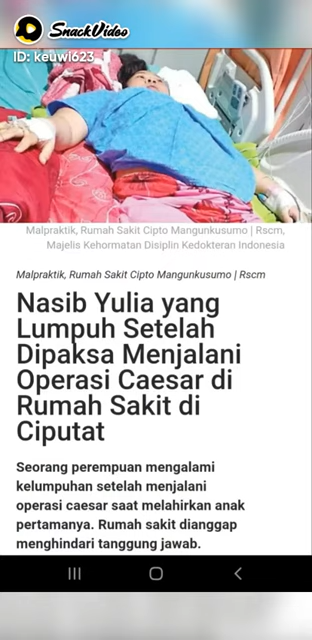 SnackVideo
ID: keuwl623
Malpraktik, Rumah Sakit Cipto Mangunkusumo | Rscm,
Majelis Kehormatan Disiplin Kedokteran Indonesia
Malpraktik, Rumah Sakit Cipto Mangunkusumo | Rscm
Nasib Yulia yang
Lumpuh Setelah
Dipaksa Menjalani
Operasi Caesar di
Rumah Sakit di
Ciputat
Seorang perempuan mengalami
kelumpuhan setelah menjalani
operasi caesar saat melahirkan anak
pertamanya. Rumah sakit dianggap
menghindari tanggung jawab.